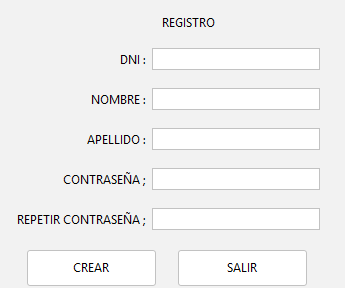 REGISTRO
DNI :
NOMBRE :
APELLIDO :
CONTRASEÑA ;
REPETIR CONTRASEÑA ;
CREAR SALIR